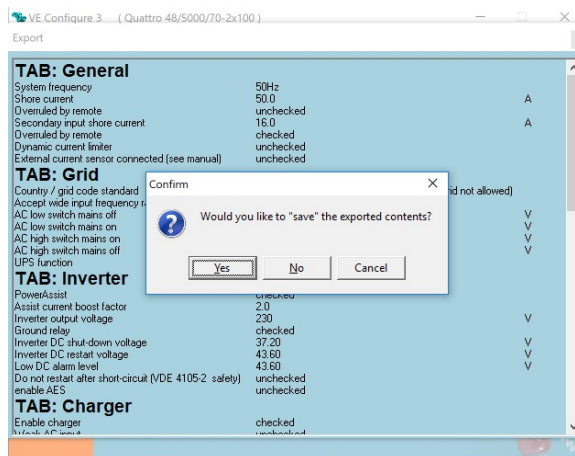 VE Configure 3 ( Quattro 48/5000/70-2x100 )
Export
TAB: General
System frequency 50Hz
Shore current 50.0 A
Overruled by remote unchecked
Secondary input shore current 16.0 A
Overruled by remote checked
Dynamic current limiter unchecked
External current sensor connected (see manual) unchecked
TAB: Grid
Country / grid code standard not allowed)
Accept wide input frequency
AC low switch mains off V
AC low switch mains on V
AC high switch mains on V
AC high switch mains off V
UPS function
Confirm
Would you like to "save" the exported contents?
Yes No Cancel
TAB: Inverter
PowerAssist checked
Assist current boost factor 2.0
Inverter output voltage 230 V
Ground relay checked
Inverter DC shut-down voltage 37.20 V
Inverter DC restart voltage 43.60 V
Low DC alarm level 43.60 V
Do not restart after short-circuit (VDE 4105-2 safety) unchecked
enable AES unchecked
TAB: Charger
Enable charger checked
Weak AC input unchecked